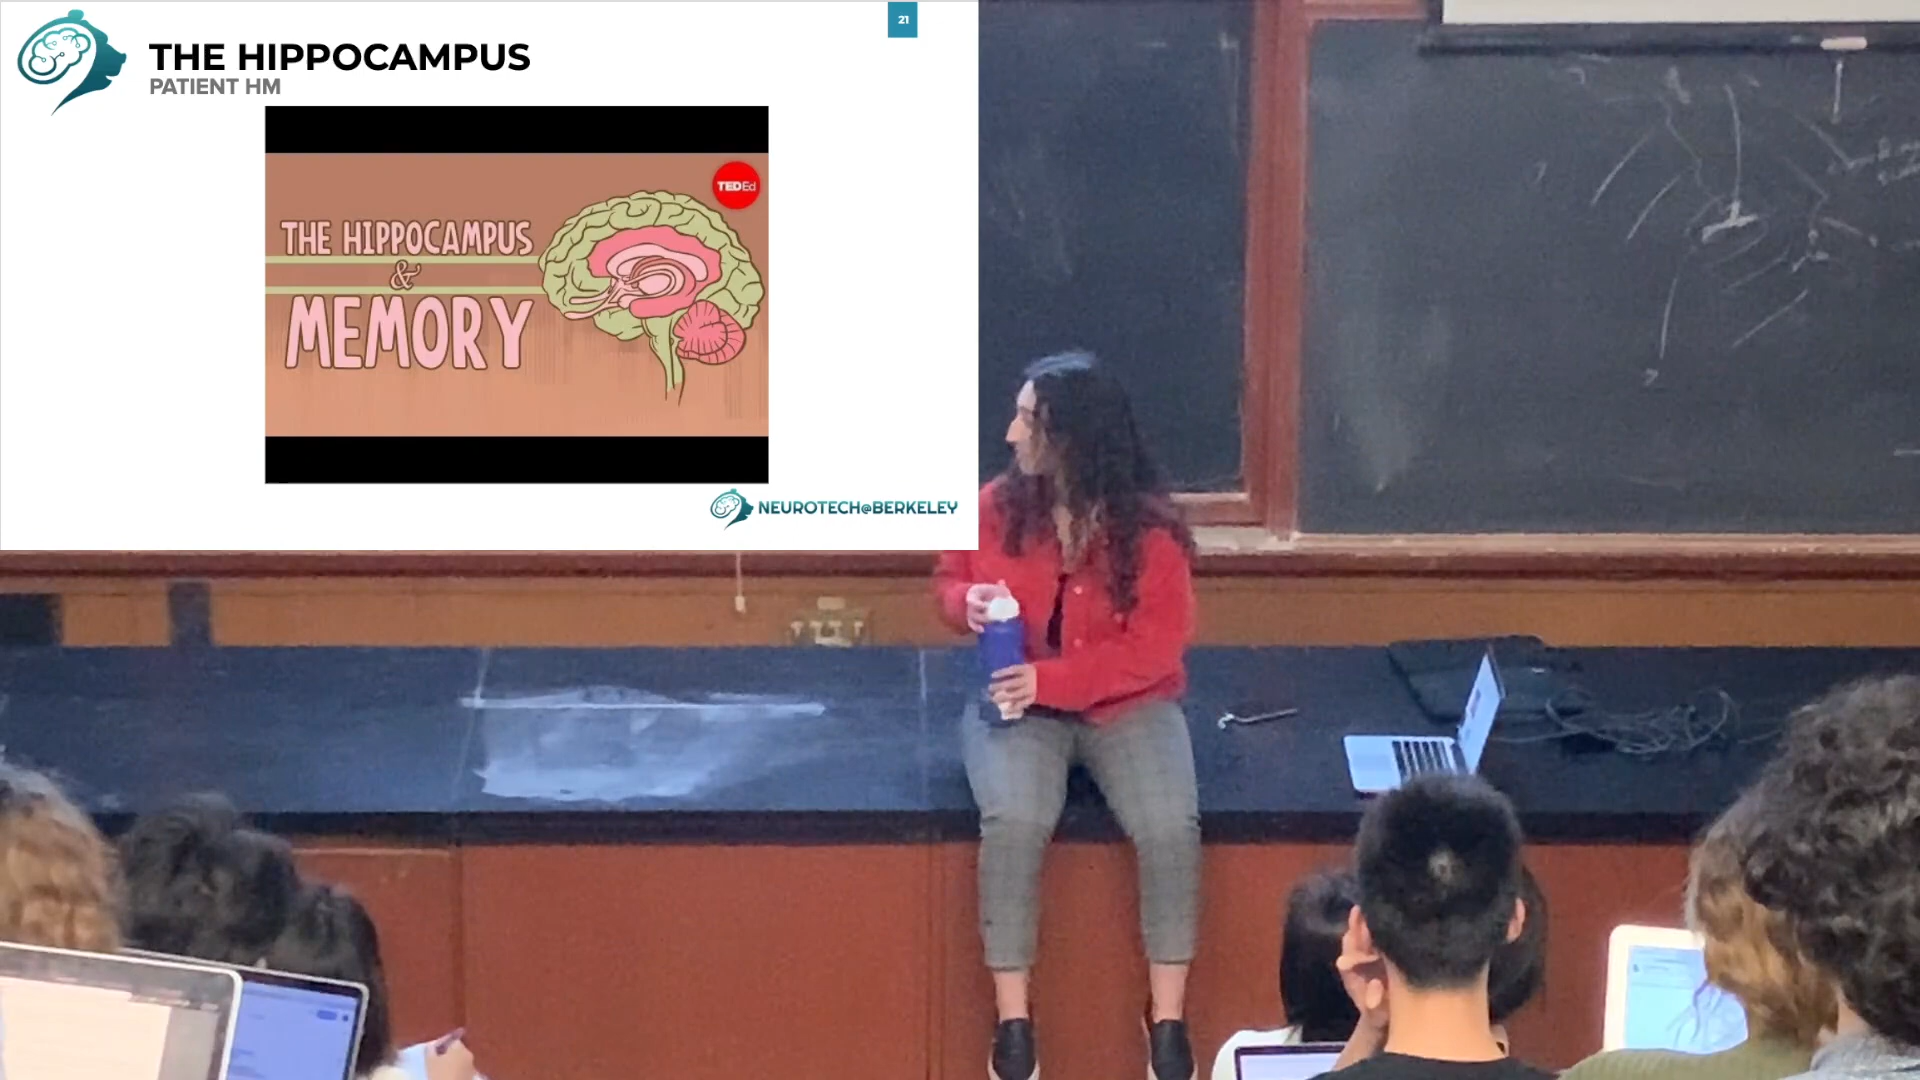 21
THE HIPPOCAMPUS
PATIENT HM
TEDEd
THE HIPPOCAMPUS
&
MEMORY
NEUROTECH@BERKELEY